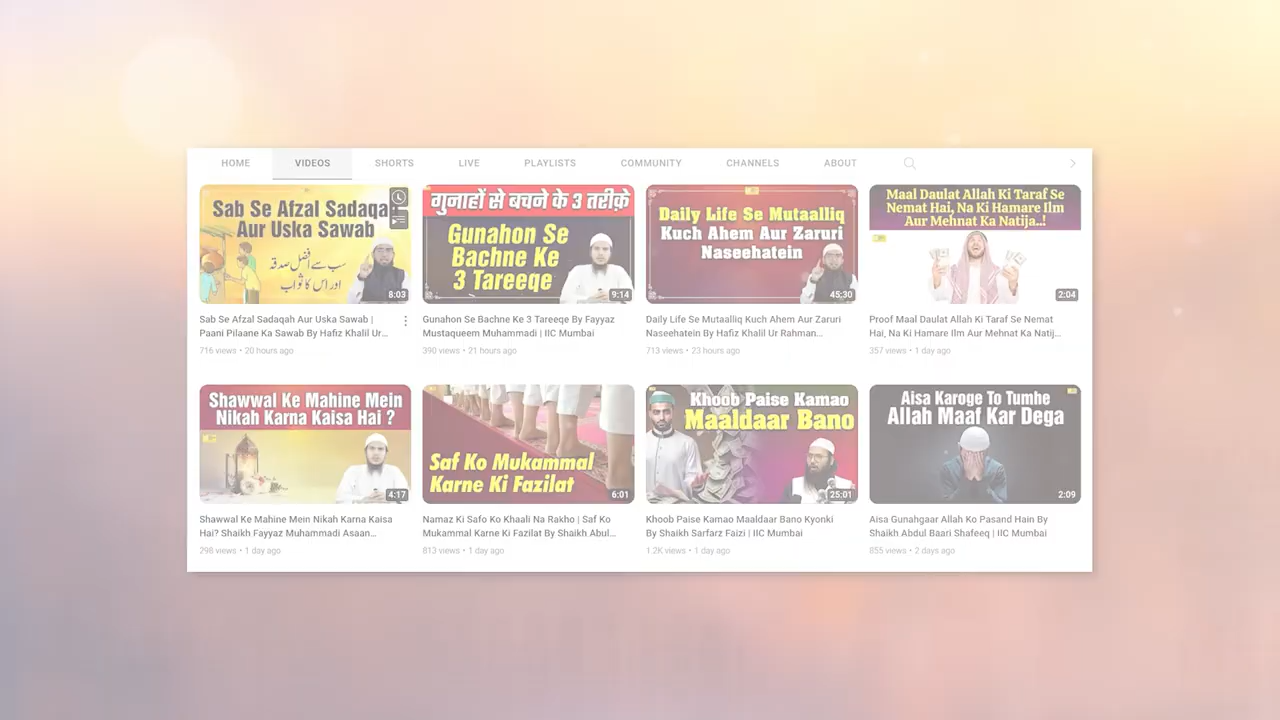 HOME VIDEOS SHORTS LIVE PLAYLISTS COMMUNITY CHANNELS ABOUT
Sab Se Afzal Sadaqa
Aur Uska Sawab
سب سے افضل صدقہ
اور اس کا ثواب
8:03
Sab Se Afzal Sadaqah Aur Uska Sawab |
Paani Pilaane Ka Sawab By Hafiz Khalil Ur...
716 views • 20 hours ago
गुनाहों से बचने के 3 तरीक़े
Gunahon Se
Bachne Ke
3 Tareeqe
9:14
Gunahon Se Bachne Ke 3 Tareeqe By Fayyaz
Mustaqueem Muhammadi | IIC Mumbai
390 views • 21 hours ago
Daily Life Se Mutaalliq
Kuch Ahem Aur Zaruri
Naseehatein
45:30
Daily Life Se Mutaalliq Kuch Ahem Aur Zaruri
Naseehatein By Hafiz Khalil Ur Rahman...
713 views • 23 hours ago
Maal Daulat Allah Ki Taraf Se
Nemat Hai, Na Ki Hamare Ilm
Aur Mehnat Ka Natija..!
2:04
Proof Maal Daulat Allah Ki Taraf Se Nemat
Hai, Na Ki Hamare Ilm Aur Mehnat Ka Natij...
357 views • 1 day ago
Shawwal Ke Mahine Mein
Nikah Karna Kaisa Hai ?
4:17
Shawwal Ke Mahine Mein Nikah Karna Kaisa
Hai? Shaikh Fayyaz Muhammadi Asaan...
298 views • 1 day ago
Saf Ko Mukammal
Karne Ki Fazilat
6:01
Namaz Ki Safo Ko Khaali Na Rakho | Saf Ko
Mukammal Karne Ki Fazilat By Shaikh Abul...
813 views • 1 day ago
Khoob Paise Kamao
Maaldaar Bano
25:01
Khoob Paise Kamao Maaldaar Bano Kyonki
By Shaikh Sarfarz Faizi | IIC Mumbai
1.2K views • 1 day ago
Aisa Karoge To Tumhe
Allah Maaf Kar Dega
2:09
Aisa Gunahgaar Allah Ko Pasand Hain By
Shaikh Abdul Baari Shafeeq | IIC Mumbai
855 views • 2 days ago